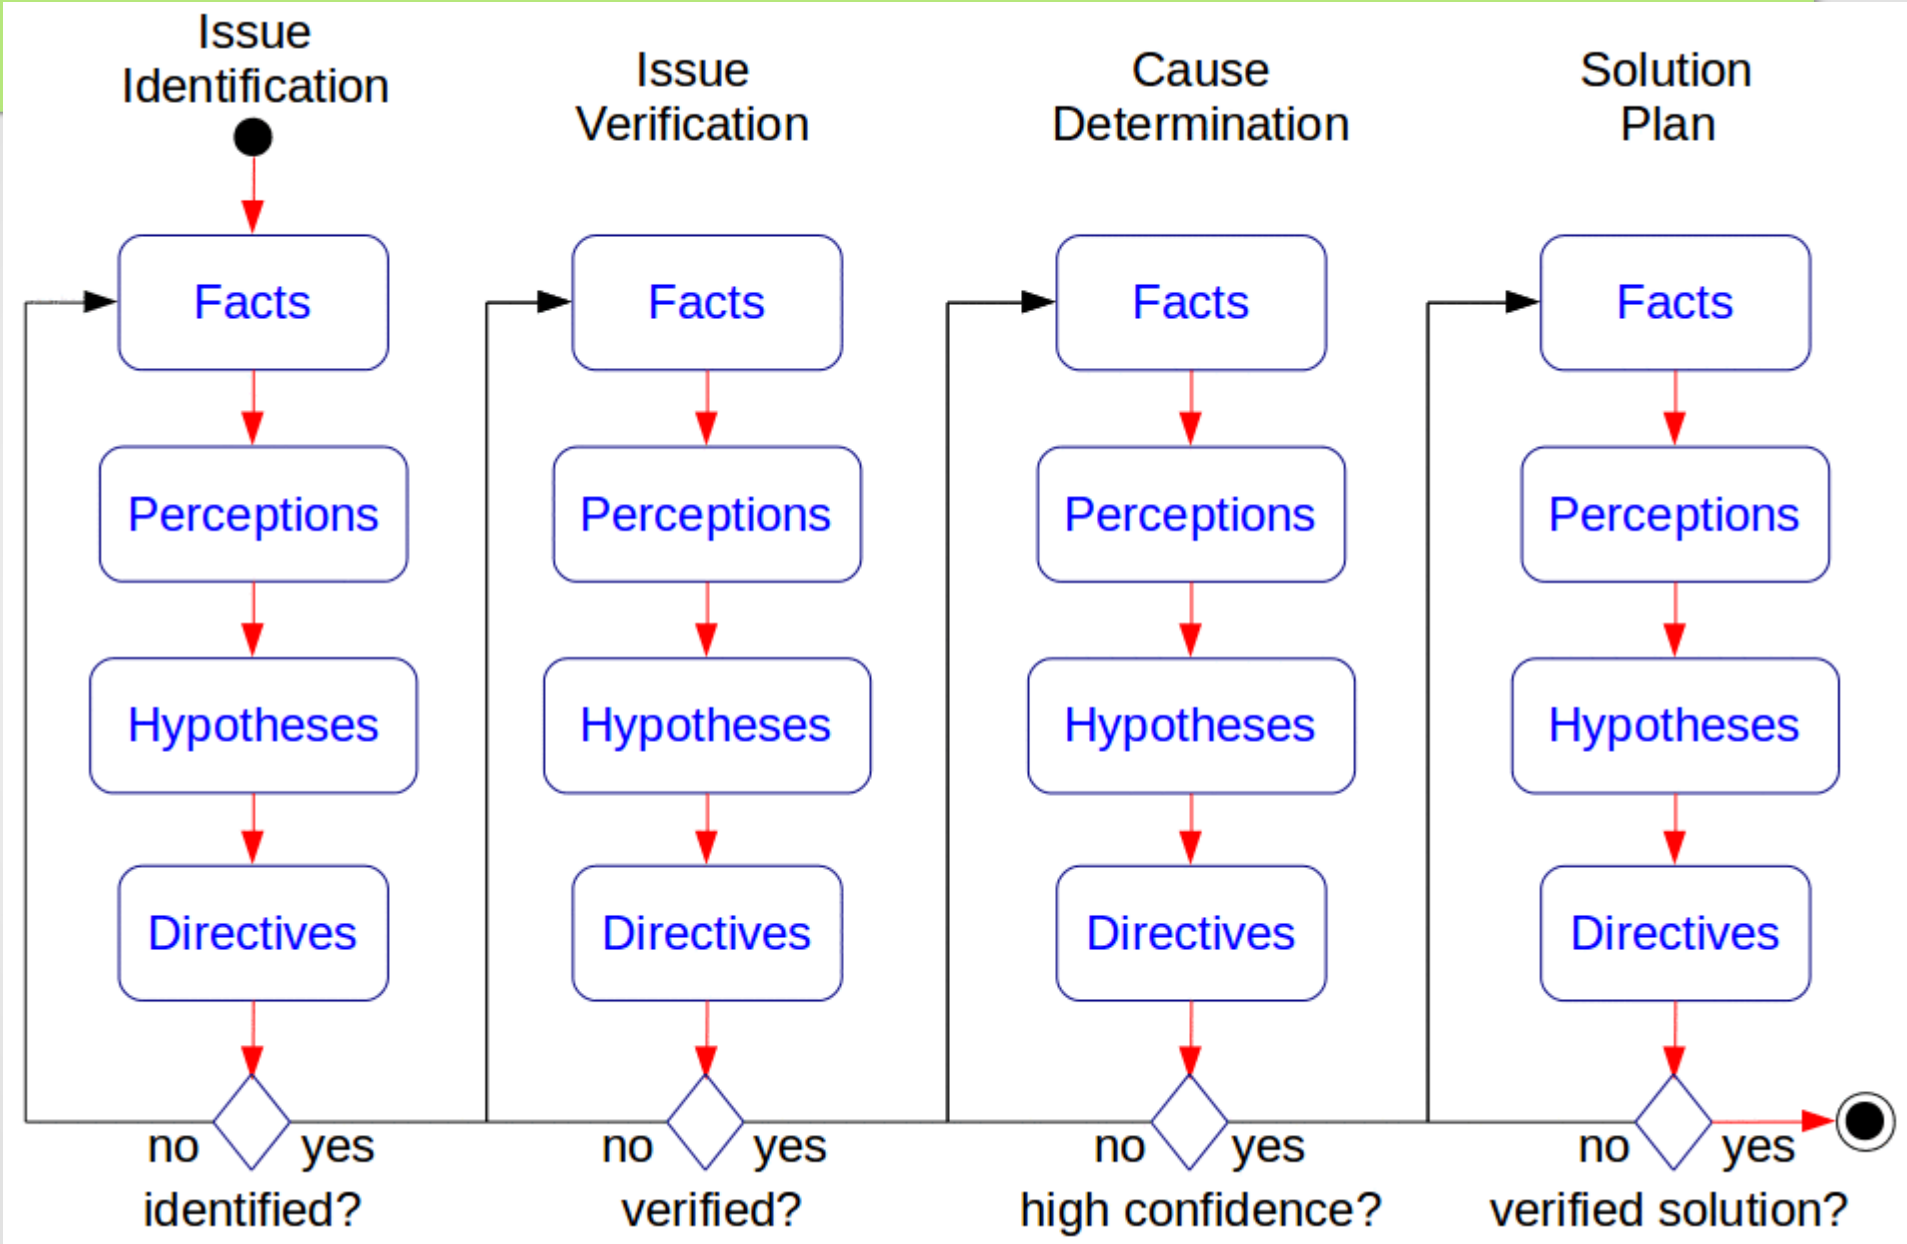 Issue
Identification
Issue
Verification
Cause
Determination
Solution
Plan
Facts
Facts
Facts
Facts
Perceptions
Perceptions
Perceptions
Perceptions
Hypotheses
Hypotheses
Hypotheses
Hypotheses
Directives
Directives
Directives
Directives
no yes
no yes
no yes
no yes
identified?
verified?
high confidence?
verified solution?